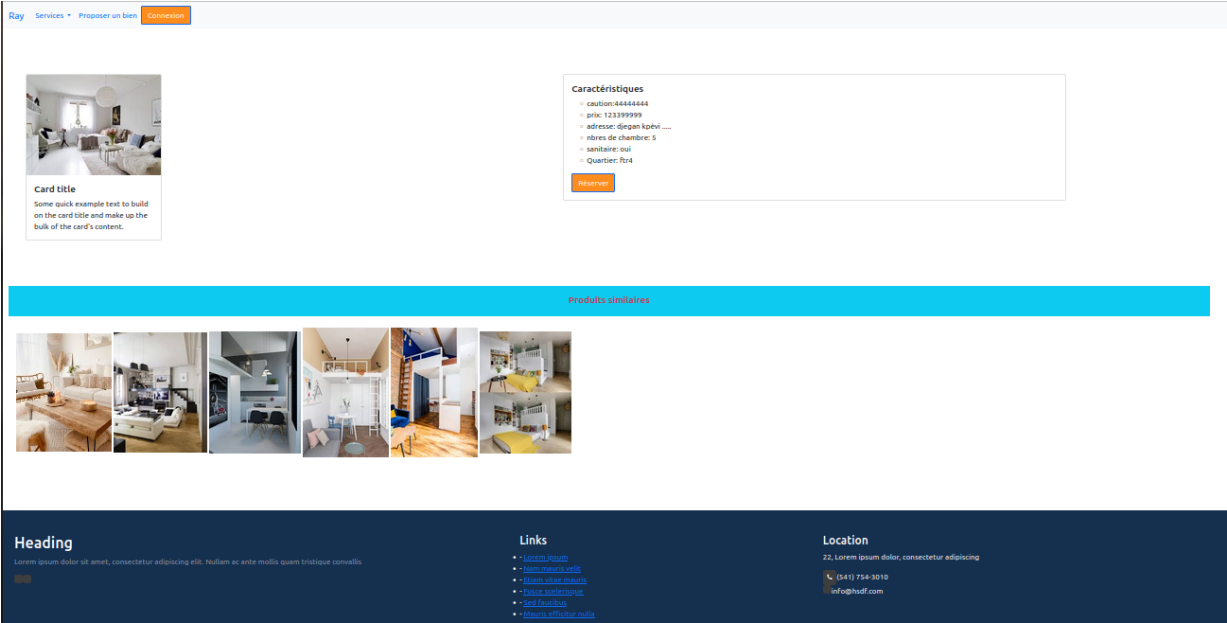 Ray Services Proposer un bien Connexion
Card title
Some quick example text to build
on the card title and make up the
bulk of the card's content.
Caractéristiques
caution:44444444
prix: 123399999
adresse: djegan kpèvi .....
nbres de chambre: 5
sanitaire: oui
Quartier: ftr4
Réserver
Produits similaires
Heading
Lorem ipsum dolor sit amet, consectetur adipiscing elit. Nullam ac ante mollis quam tristique convallis
Links
- Lorem ipsum
- Nam mauris velit
- Etiam vitae mauris
- Fusce scelerisque
- Sed faucibus
- Mauris efficitur nulla
Location
22, Lorem ipsum dolor, consectetur adipiscing
(541) 754-3010
info@hsdf.com